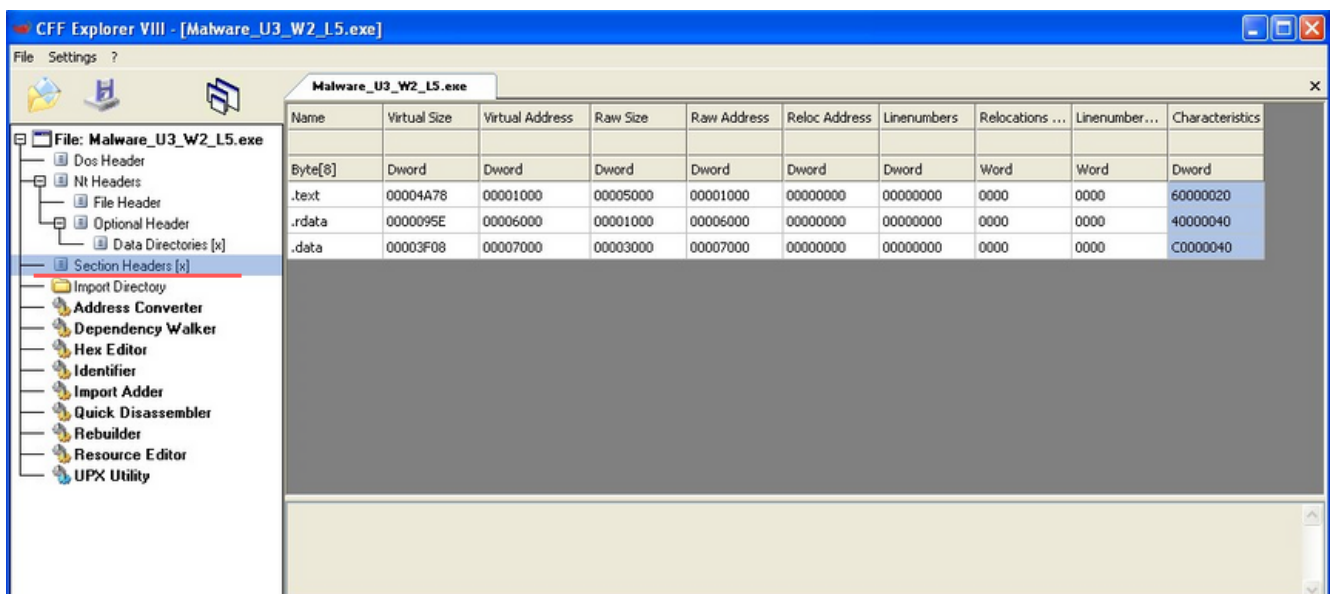 CFF Explorer VIII - [Malware_U3_W2_L5.exe]
File Settings ?
Malware_U3_W2_L5.exe
File: Malware_U3_W2_L5.exe
Dos Header
Nt Headers
File Header
Optional Header
Data Directories [x]
Section Headers [x]
Import Directory
Address Converter
Dependency Walker
Hex Editor
Identifier
Import Adder
Quick Disassembler
Rebuilder
Resource Editor
UPX Utility
Name Virtual Size Virtual Address Raw Size Raw Address Reloc Address Linenumbers Relocations ... Linenumber... Characteristics
Byte[8] Dword Dword Dword Dword Dword Dword Word Word Dword
.text 00004A78 00001000 00005000 00001000 00000000 00000000 0000 0000 60000020
.rdata 0000095E 00006000 00001000 00006000 00000000 00000000 0000 0000 40000040
.data 00003F08 00007000 00003000 00007000 00000000 00000000 0000 0000 C0000040